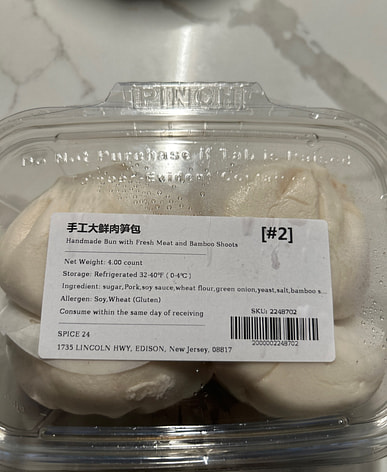 PINCH
Do Not Purchase if Tab is Raised
手工大鲜肉笋包
[#2]
Handmade Bun with Fresh Meat and Bamboo Shoots
Net Weight: 4.00 count
Storage: Refrigerated 32-40℉ ( 0-4℃)
Ingredient: sugar,Pork,soy sauce,wheat flour,green onion,yeast,salt,bamboo s...
Allergen: Soy,Wheat (Gluten)
Consume within the same day of receiving
SKU: 2248702
2000002248702
SPICE 24
1735 LINCOLN HWY, EDISON, New Jersey, 08817